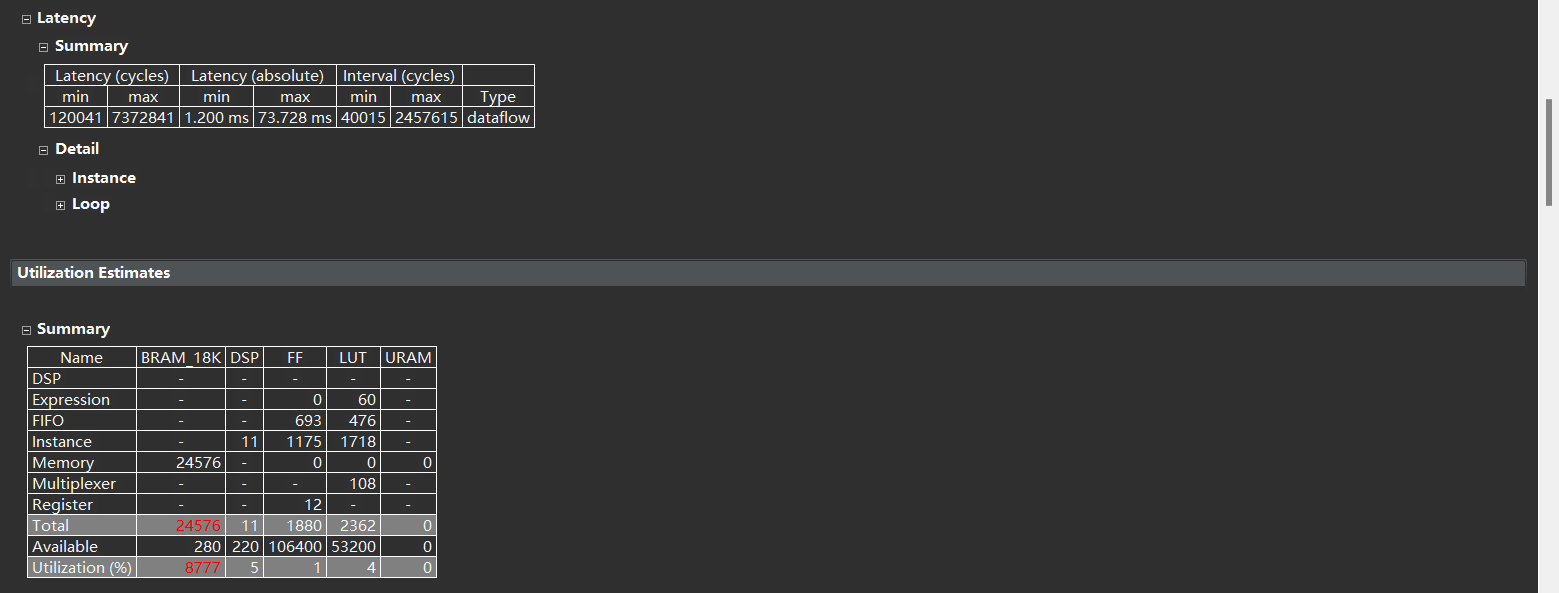 Latency
Summary
Latency (cycles) Latency (absolute) Interval (cycles)
min max min max min max Type
120041 7372841 1.200 ms 73.728 ms 40015 2457615 dataflow
Detail
Instance
Loop
Utilization Estimates
Summary
Name BRAM_18K DSP FF LUT URAM
DSP - - - - -
Expression - - 0 60 -
FIFO - - 693 476 -
Instance - 11 1175 1718 -
Memory 24576 - 0 0 0
Multiplexer - - - 108 -
Register - - 12 - -
Total 24576 11 1880 2362 0
Available 280 220 106400 53200 0
Utilization (%) 8777 5 1 4 0